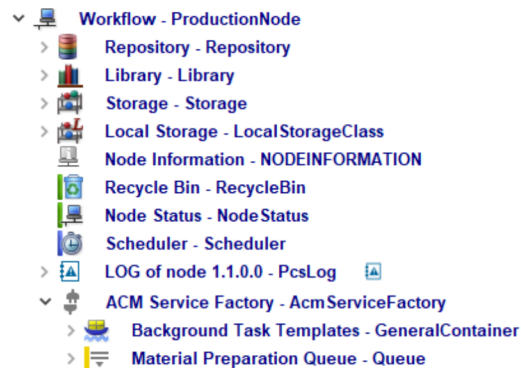 Workflow - ProductionNode
Repository - Repository
Library - Library
Storage - Storage
Local Storage - LocalStorageClass
Node Information - NODEINFORMATION
Recycle Bin - RecycleBin
Node Status - NodeStatus
Scheduler - Scheduler
LOG of node 1.1.0.0 - PcsLog
ACM Service Factory - AcmServiceFactory
Background Task Templates - GeneralContainer
Material Preparation Queue - Queue